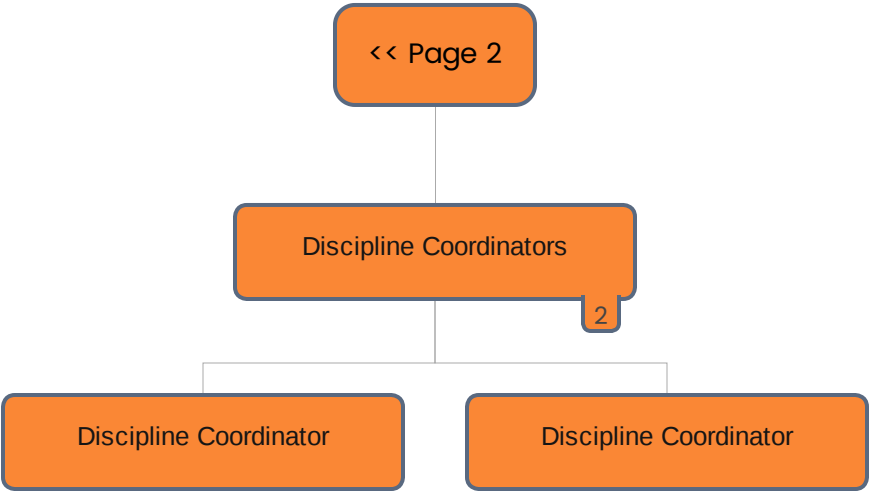 << Page 2
Discipline Coordinators
2
Discipline Coordinator
Discipline Coordinator